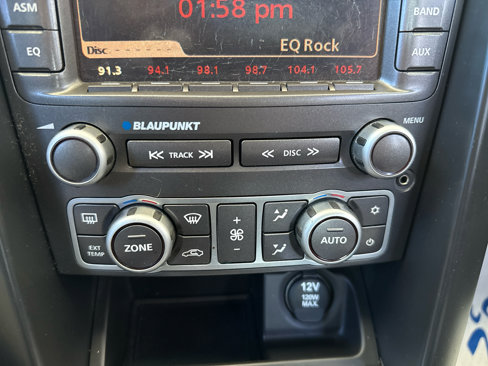 01:58 pm
ASM
BAND
EQ
AUX
Disc
EQ Rock
91.3 94.1 98.1 98.7 104.1 105.7
BLAUPUNKT
MENU
TRACK
DISC
EXT
TEMP
ZONE
AUTO
12V
120W
MAX.